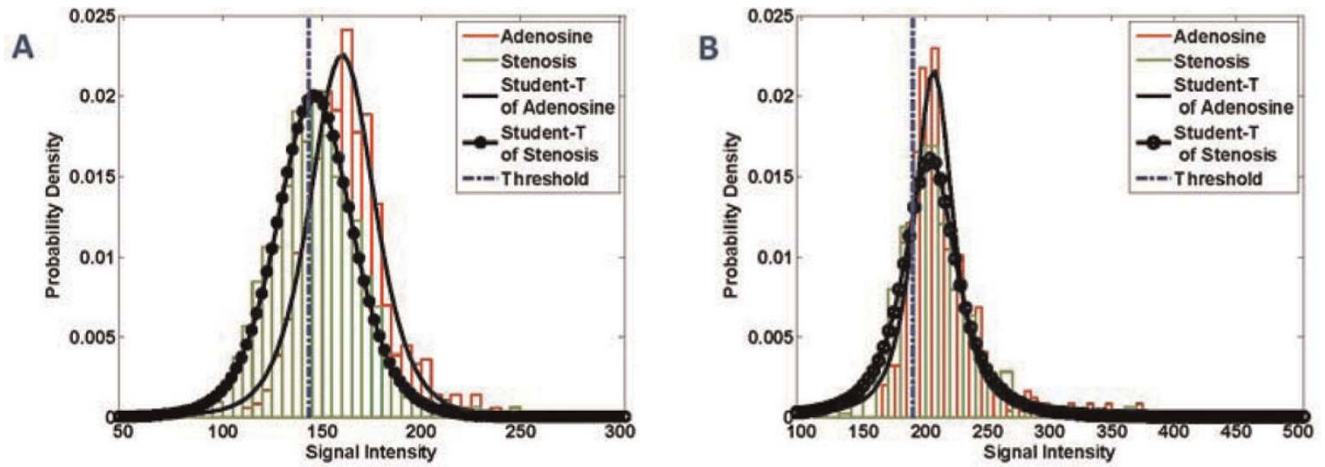 A
0.025
0.02
0.015
0.01
0.005
0
Probability Density
50
100
150
200
250
300
Signal Intensity
Adenosine
Stenosis
Student-T
of Adenosine
Student-T
of Stenosis
Threshold
B
0.025
0.02
0.015
0.01
0.005
0
Probability Density
100
150
200
250
300
350
400
450
500
Signal Intensity
Adenosine
Stenosis
Student-T
of Adenosine
Student-T
of Stenosis
Threshold